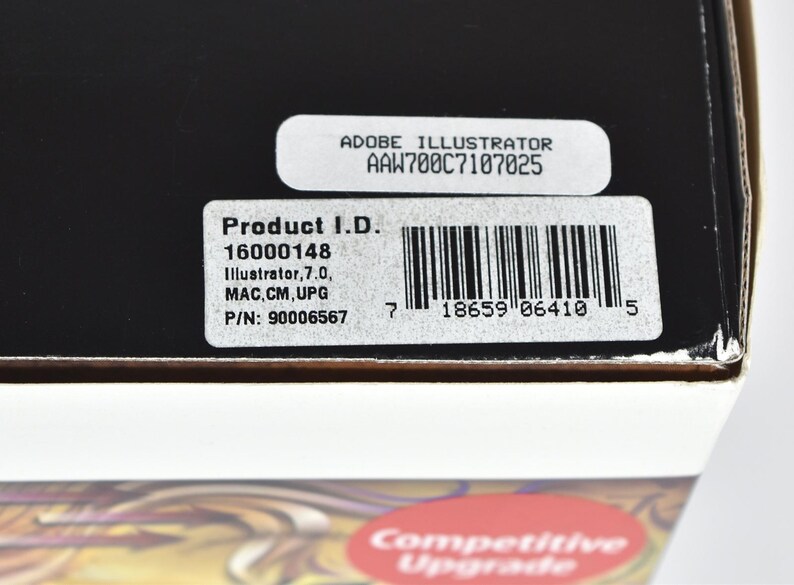 ADOBE ILLUSTRATOR
AAW700C7107025
Product I.D.
16000148
Illustrator,7.0,
MAC,CM,UPG
P/N: 90006567
7 18659 06410 5
Competitive
Upgrade